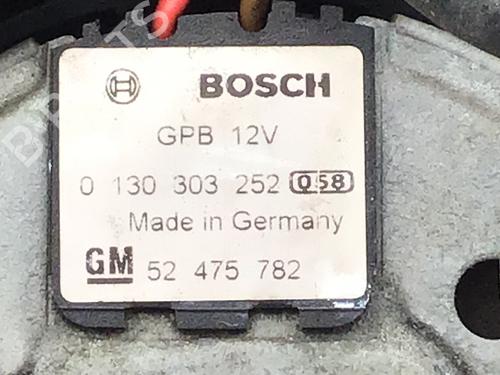 BOSCH
GPB 12V
0 130 303 252 Q58
Made in Germany
GM 52 475 782